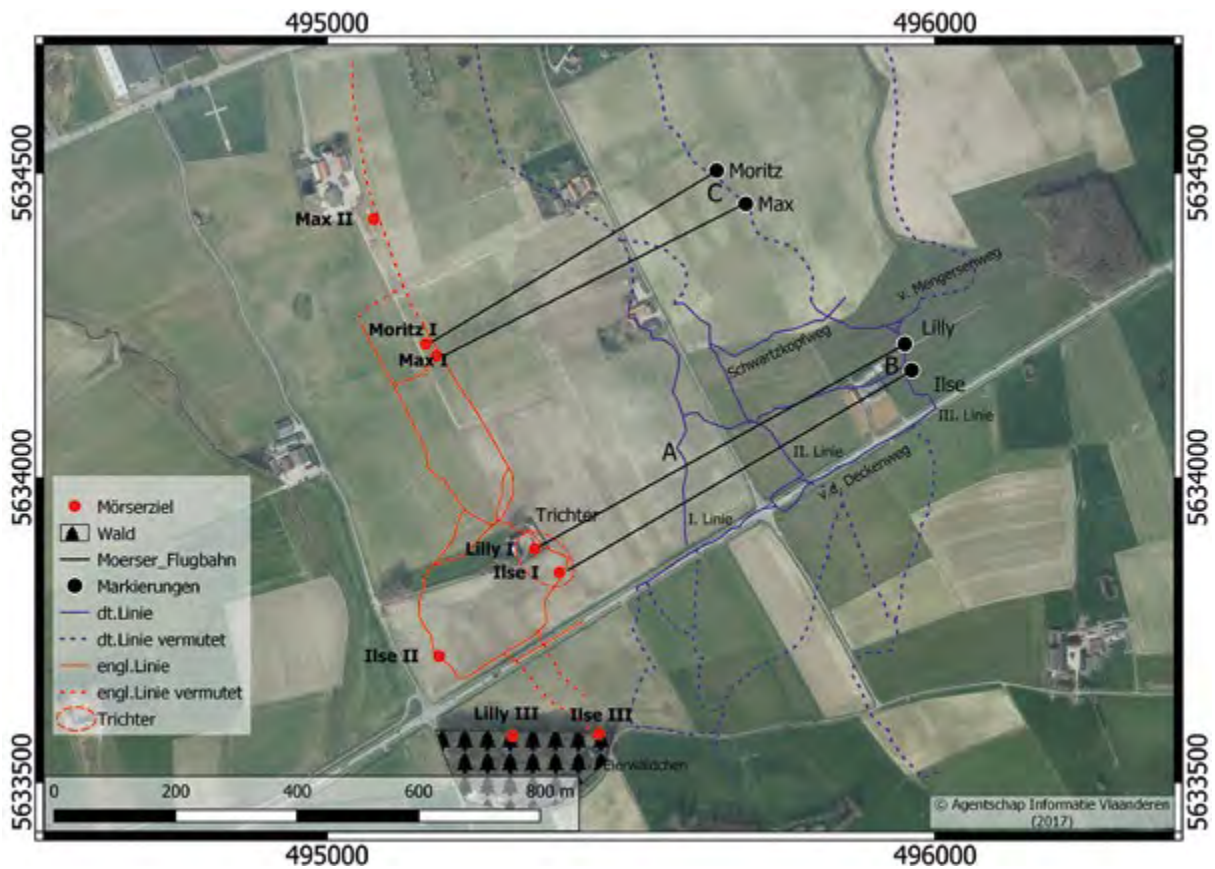 495000
496000
5634500
5634500
Moritz
C
Max
Max II
v. Mengersenweg
Moritz I
Max I
Lilly
Schwartzkopfweg
B
Ilse
III. Linie
A
II. Linie
v.d. Deckenweg
5634000
5634000
I. Linie
Trichter
Lilly I
Ilse I
Ilse II
Lilly III
Ilse III
Eierwäldchen
Mörserziel
Wald
Moerser_Flugbahn
Markierungen
dt.Linie
dt.Linie vermutet
engl.Linie
engl.Linie vermutet
Trichter
5633500
5633500
0 200 400 600 800 m
© Agentschap Informatie Vlaanderen
(2017)
495000
496000